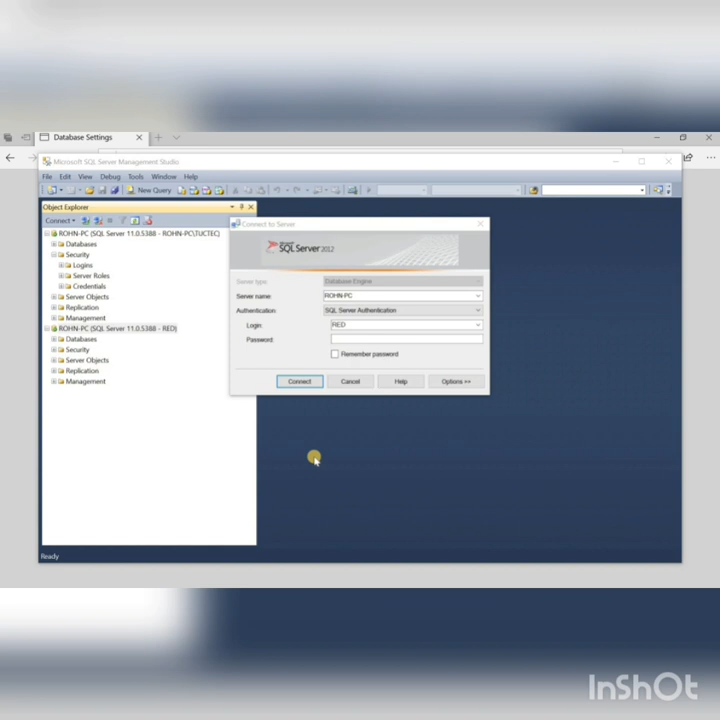 Database Settings
Microsoft SQL Server Management Studio
File Edit View Debug Tools Window Help
New Query
Object Explorer
Connect
ROHN-PC (SQL Server 11.0.5388 - ROHN-PC\TUCTEC)
Databases
Security
Logins
Server Roles
Credentials
Server Objects
Replication
Management
ROHN-PC (SQL Server 11.0.5388 - RED)
Databases
Security
Server Objects
Replication
Management
Connect to Server
Microsoft
SQL Server 2012
Server type: Database Engine
Server name: ROHN-PC
Authentication: SQL Server Authentication
Login: RED
Password:
Remember password
Connect Cancel Help Options >>
Ready
InShOt